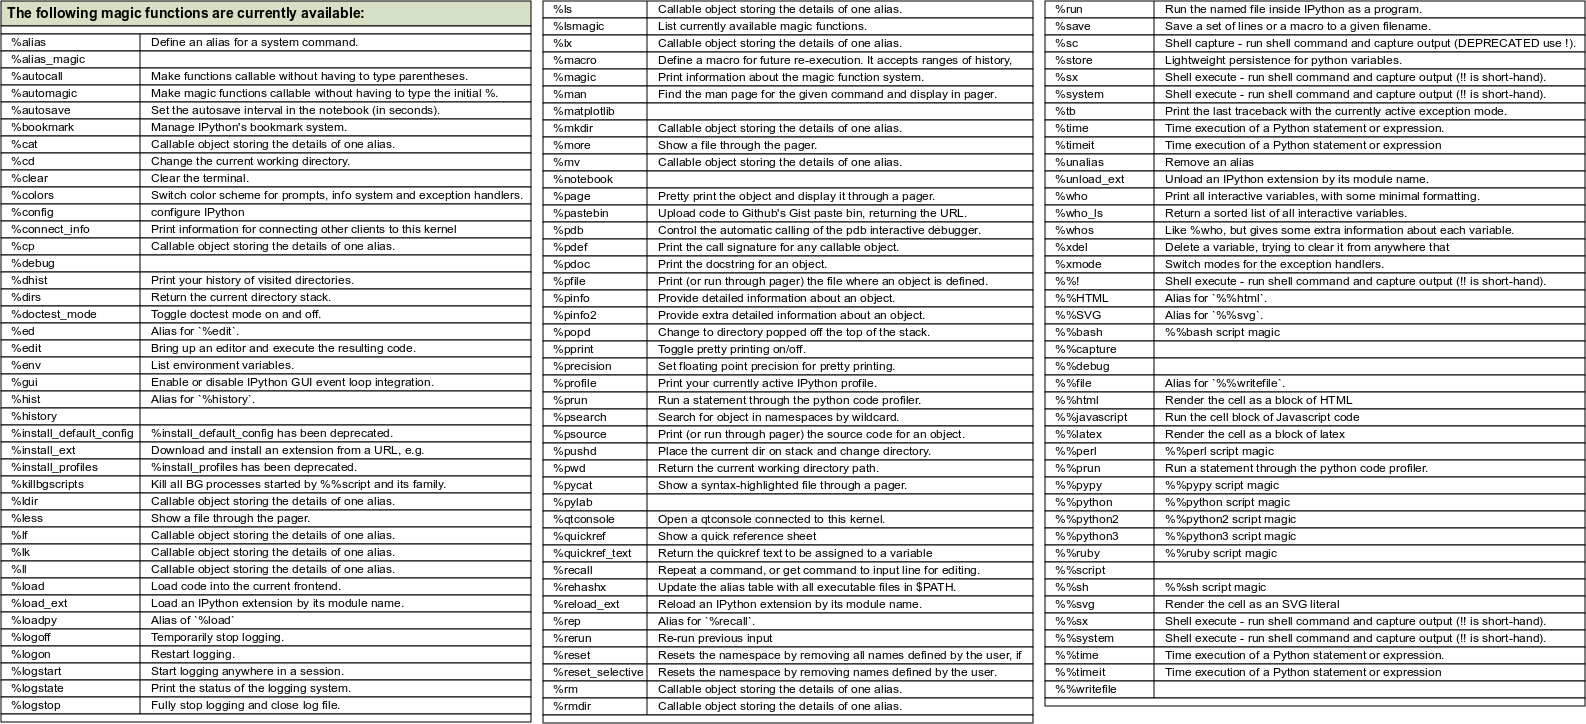 The following magic functions are currently available:
%alias Define an alias for a system command.
%alias_magic
%autocall Make functions callable without having to type parentheses.
%automagic Make magic functions callable without having to type the initial %.
%autosave Set the autosave interval in the notebook (in seconds).
%bookmark Manage IPython's bookmark system.
%cat Callable object storing the details of one alias.
%cd Change the current working directory.
%clear Clear the terminal.
%colors Switch color scheme for prompts, info system and exception handlers.
%config configure IPython
%connect_info Print information for connecting other clients to this kernel
%cp Callable object storing the details of one alias.
%debug
%dhist Print your history of visited directories.
%dirs Return the current directory stack.
%doctest_mode Toggle doctest mode on and off.
%ed Alias for `%edit`.
%edit Bring up an editor and execute the resulting code.
%env List environment variables.
%gui Enable or disable IPython GUI event loop integration.
%hist Alias for `%history`.
%history
%install_default_config %install_default_config has been deprecated.
%install_ext Download and install an extension from a URL, e.g.
%install_profiles %install_profiles has been deprecated.
%killbgscripts Kill all BG processes started by %%script and its family.
%ldir Callable object storing the details of one alias.
%less Show a file through the pager.
%lf Callable object storing the details of one alias.
%lk Callable object storing the details of one alias.
%ll Callable object storing the details of one alias.
%load Load code into the current frontend.
%load_ext Load an IPython extension by its module name.
%loadpy Alias of `%load`
%logoff Temporarily stop logging.
%logon Restart logging.
%logstart Start logging anywhere in a session.
%logstate Print the status of the logging system.
%logstop Fully stop logging and close log file.
%ls Callable object storing the details of one alias.
%lsmagic List currently available magic functions.
%lx Callable object storing the details of one alias.
%macro Define a macro for future re-execution. It accepts ranges of history,
%magic Print information about the magic function system.
%man Find the man page for the given command and display in pager.
%matplotlib
%mkdir Callable object storing the details of one alias.
%more Show a file through the pager.
%mv Callable object storing the details of one alias.
%notebook
%page Pretty print the object and display it through a pager.
%pastebin Upload code to Github's Gist paste bin, returning the URL.
%pdb Control the automatic calling of the pdb interactive debugger.
%pdef Print the call signature for any callable object.
%pdoc Print the docstring for an object.
%pfile Print (or run through pager) the file where an object is defined.
%pinfo Provide detailed information about an object.
%pinfo2 Provide extra detailed information about an object.
%popd Change to directory popped off the top of the stack.
%pprint Toggle pretty printing on/off.
%precision Set floating point precision for pretty printing.
%profile Print your currently active IPython profile.
%prun Run a statement through the python code profiler.
%psearch Search for object in namespaces by wildcard.
%psource Print (or run through pager) the source code for an object.
%pushd Place the current dir on stack and change directory.
%pwd Return the current working directory path.
%pycat Show a syntax-highlighted file through a pager.
%pylab
%qtconsole Open a qtconsole connected to this kernel.
%quickref Show a quick reference sheet
%quickref_text Return the quickref text to be assigned to a variable
%recall Repeat a command, or get command to input line for editing.
%rehashx Update the alias table with all executable files in $PATH.
%reload_ext Reload an IPython extension by its module name.
%rep Alias for `%recall`.
%rerun Re-run previous input
%reset Resets the namespace by removing all names defined by the user, if
%reset_selective Resets the namespace by removing names defined by the user.
%rm Callable object storing the details of one alias.
%rmdir Callable object storing the details of one alias.
%run Run the named file inside IPython as a program.
%save Save a set of lines or a macro to a given filename.
%sc Shell capture - run shell command and capture output (DEPRECATED use !).
%store Lightweight persistence for python variables.
%sx Shell execute - run shell command and capture output (!! is short-hand).
%system Shell execute - run shell command and capture output (!! is short-hand).
%tb Print the last traceback with the currently active exception mode.
%time Time execution of a Python statement or expression.
%timeit Time execution of a Python statement or expression
%unalias Remove an alias
%unload_ext Unload an IPython extension by its module name.
%who Print all interactive variables, with some minimal formatting.
%who_ls Return a sorted list of all interactive variables.
%whos Like %who, but gives some extra information about each variable.
%xdel Delete a variable, trying to clear it from anywhere that
%xmode Switch modes for the exception handlers.
%%! Shell execute - run shell command and capture output (!! is short-hand).
%%HTML Alias for `%%html`.
%%SVG Alias for `%%svg`.
%%bash %%bash script magic
%%capture
%%debug
%%file Alias for `%%writefile`.
%%html Render the cell as a block of HTML
%%javascript Run the cell block of Javascript code
%%latex Render the cell as a block of latex
%%perl %%perl script magic
%%prun Run a statement through the python code profiler.
%%pypy %%pypy script magic
%%python %%python script magic
%%python2 %%python2 script magic
%%python3 %%python3 script magic
%%ruby %%ruby script magic
%%script
%%sh %%sh script magic
%%svg Render the cell as an SVG literal
%%sx Shell execute - run shell command and capture output (!! is short-hand).
%%system Shell execute - run shell command and capture output (!! is short-hand).
%%time Time execution of a Python statement or expression.
%%timeit Time execution of a Python statement or expression
%%writefile